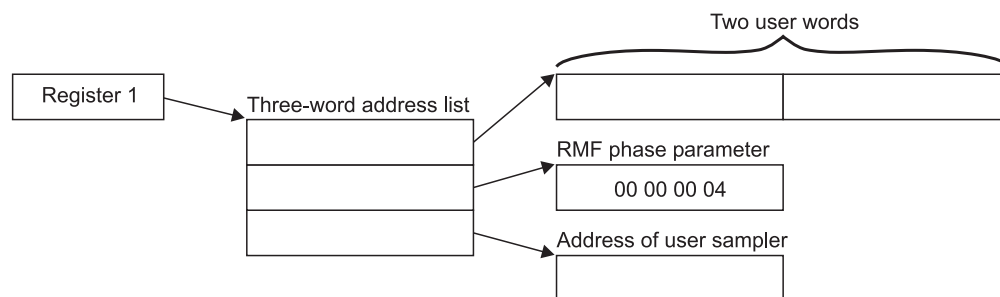 Two user words
Register 1
Three-word address list
RMF phase parameter
00 00 00 04
Address of user sampler